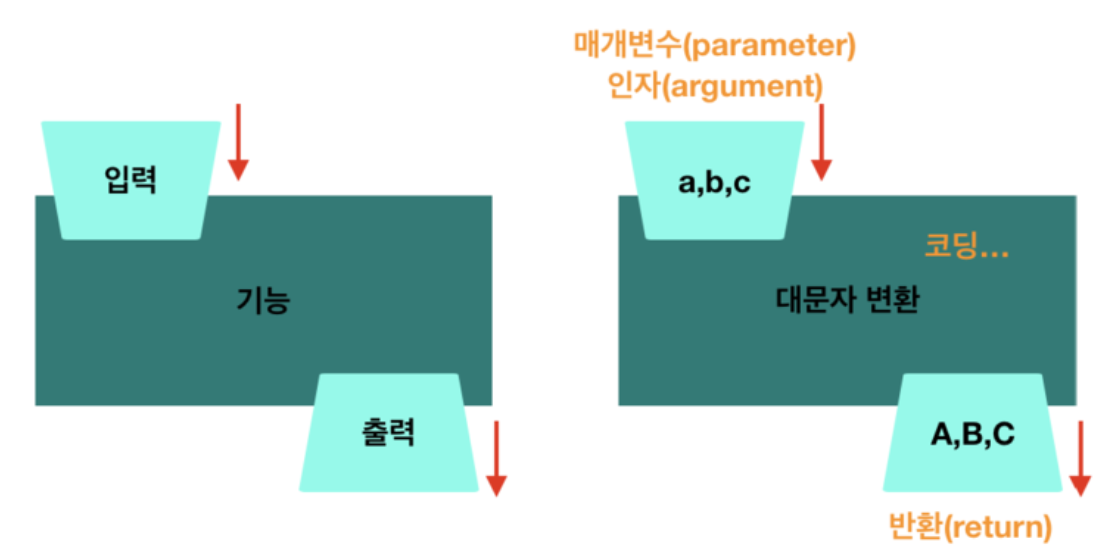 입력
기능
출력
매개변수(parameter)
인자(argument)
a,b,c
코딩...
대문자 변환
A,B,C
반환(return)